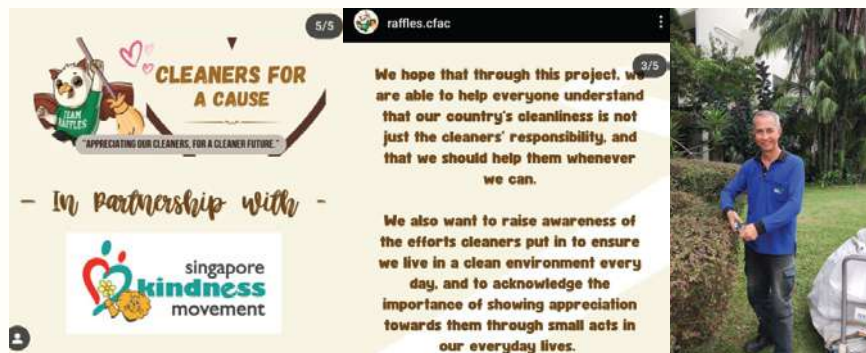 5/5
CLEANERS FOR
A CAUSE
TEAM
RAFFLES
"APPRECIATING OUR CLEANERS, FOR A CLEANER FUTURE."
- In partnership with -
singapore
kindness
movement
raffles.cfac
3/5
We hope that through this project, we
are able to help everyone understand
that our country's cleanliness is not
just the cleaners' responsibility, and
that we should help them whenever
we can.
We also want to raise awareness of
the efforts cleaners put in to ensure
we live in a clean environment every
day, and to acknowledge the
importance of showing appreciation
towards them through small acts in
our everyday lives.